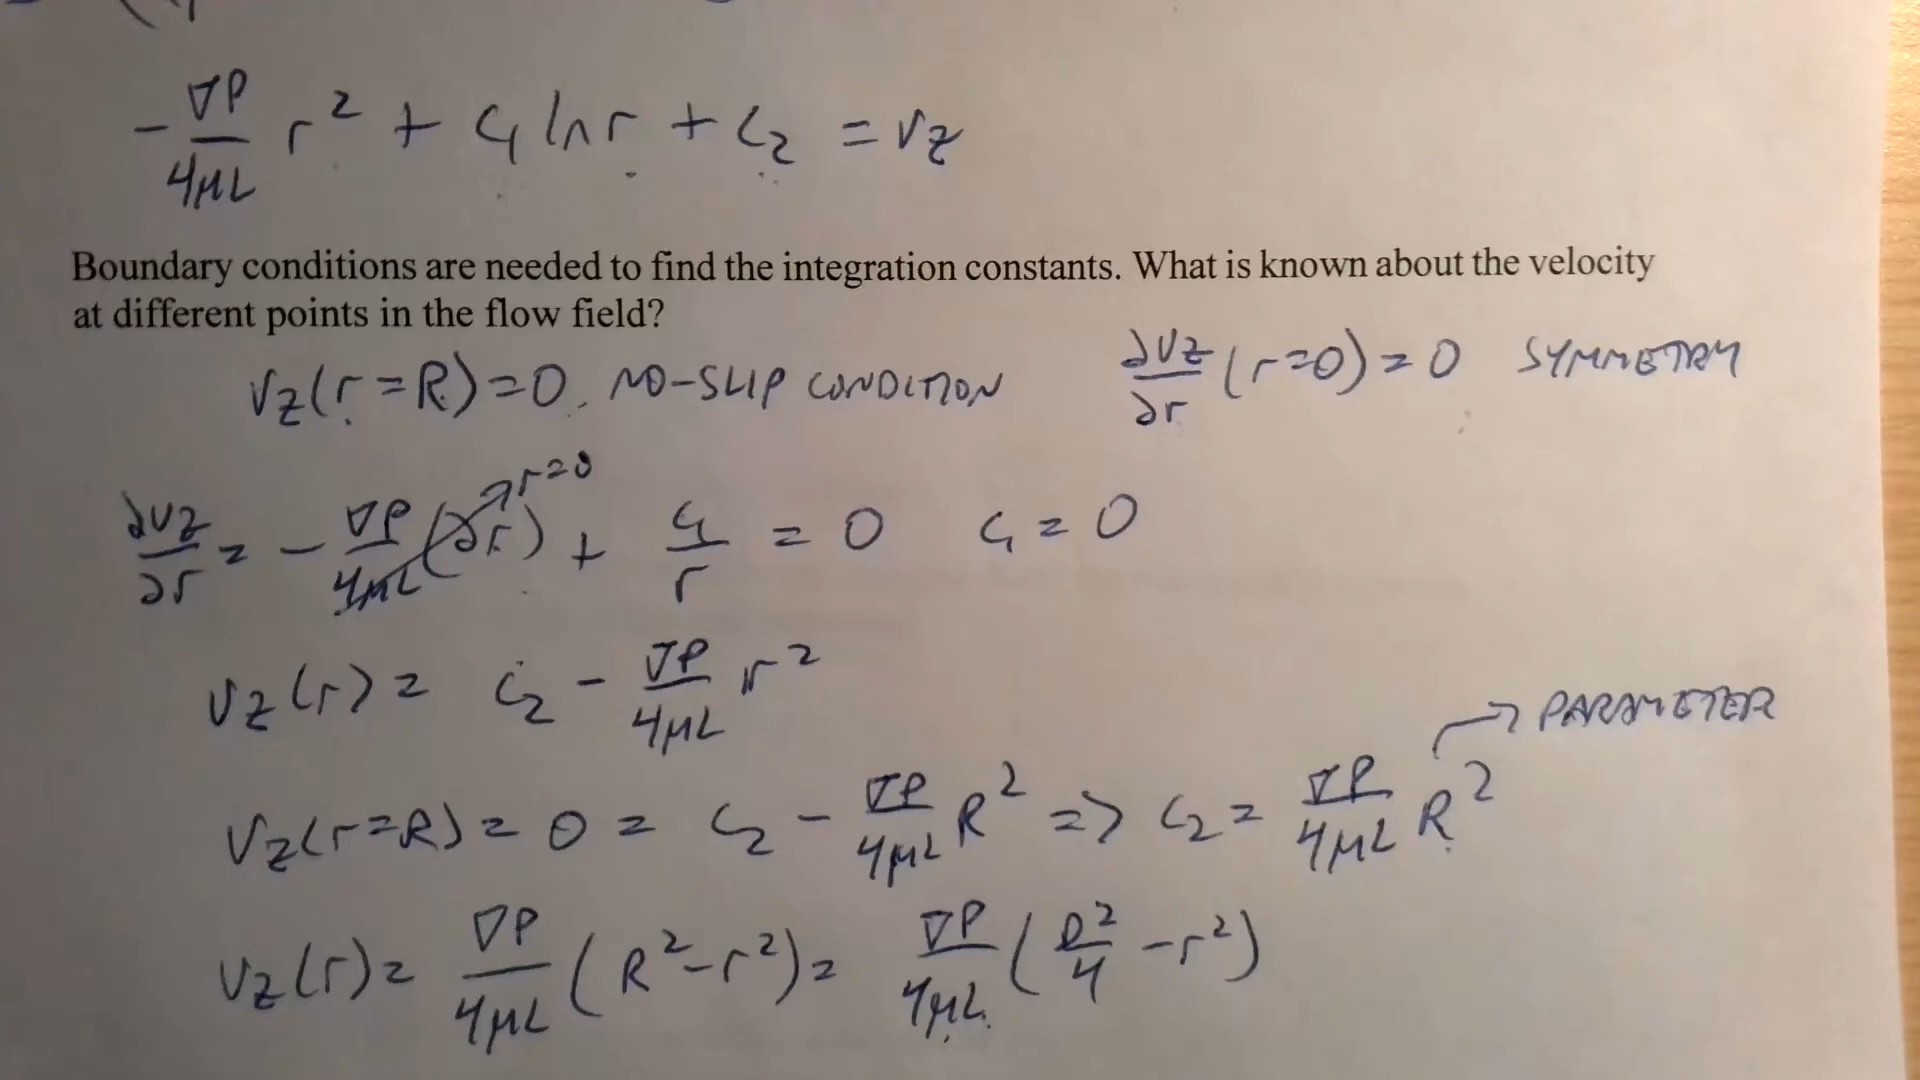 -∇P/4μL r² + C₁ ln r + C₂ = Vz
Boundary conditions are needed to find the integration constants. What is known about the velocity
at different points in the flow field?
Vz(r=R)=0. NO-SLIP CONDITION ∂Vz/∂r (r=0)=0 SYMMETRY
∂Vz/∂r = -∇P/4μL (2r) → r=0 + C₁/r = 0 C₁ = 0
Vz(r) = C₂ - ∇P/4μL r²
→ PARAMETER
Vz(r=R) = 0 = C₂ - ∇P/4μL R² => C₂ = ∇P/4μL R²
Vz(r) = ∇P/4μL (R²-r²) = ∇P/4μL (D²/4 - r²)